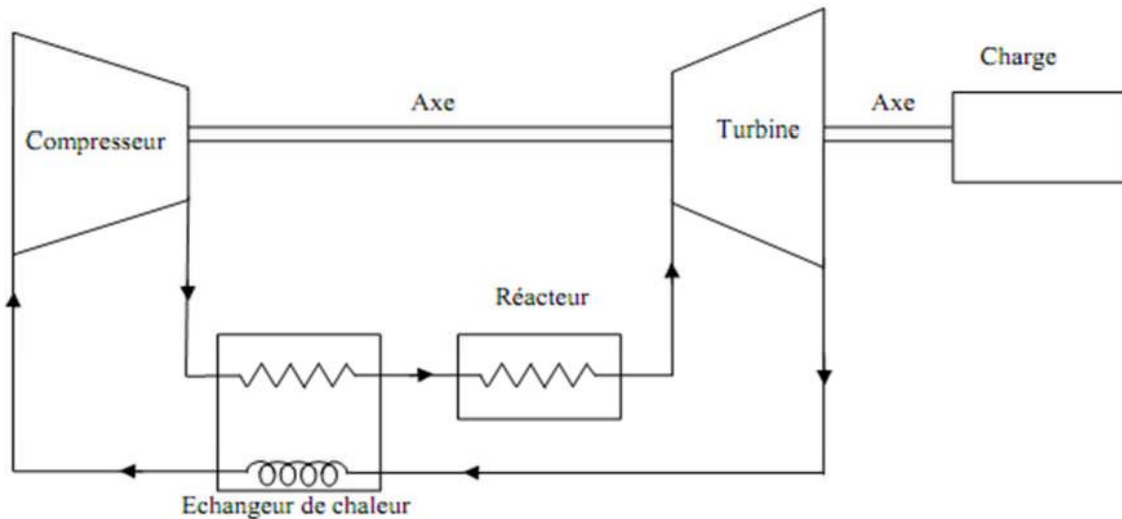 Charge
Axe
Axe
Turbine
Compresseur
Réacteur
Echangeur de chaleur